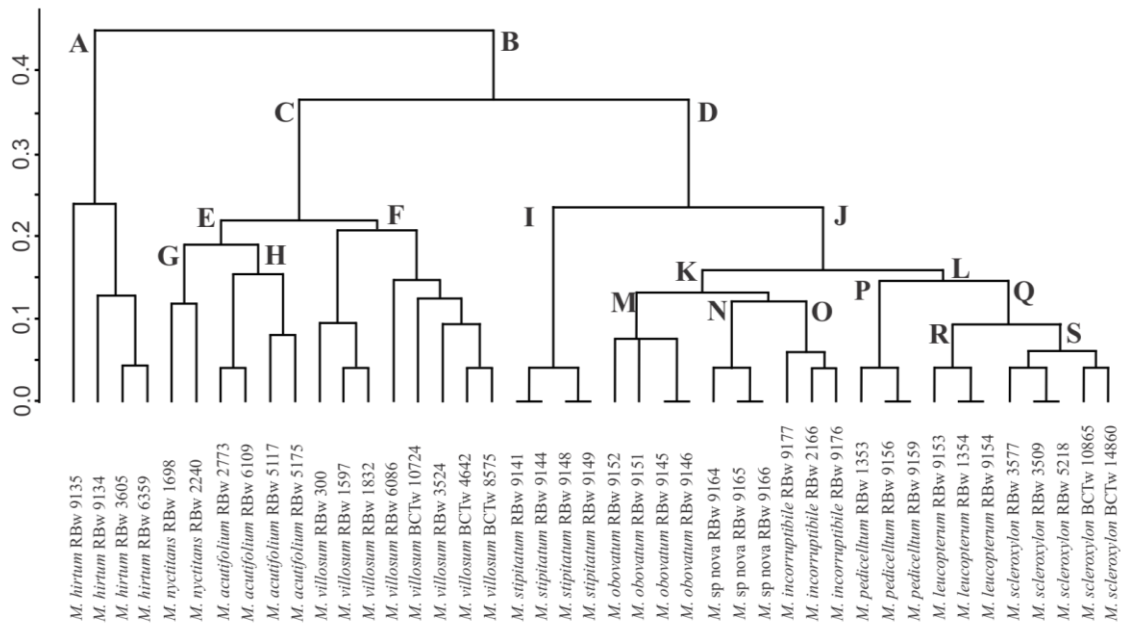 A
B
0.4
C
D
0.3
E
F
I
J
0.2
G
H
K
L
P
Q
M
N
O
0.1
R
S
0.0
M. hirtum RBw 9135
M. hirtum RBw 9134
M. hirtum RBw 3605
M. hirtum RBw 6359
M. nyctitans RBw 1698
M. nyctitans RBw 2240
M. acutifolium RBw 2773
M. acutifolium RBw 6109
M. acutifolium RBw 5117
M. acutifolium RBw 5175
M. villosum RBw 300
M. villosum RBw 1597
M. villosum RBw 1832
M. villosum RBw 6086
M. villosum BCTw 10724
M. villosum RBw 3524
M. villosum BCTw 4642
M. villosum BCTw 8575
M. stipitatum RBw 9141
M. stipitatum RBw 9144
M. stipitatum RBw 9148
M. stipitatum RBw 9149
M. obovatum RBw 9152
M. obovatum RBw 9151
M. obovatum RBw 9145
M. obovatum RBw 9146
M. sp nova RBw 9164
M. sp nova RBw 9165
M. sp nova RBw 9166
M. incorruptibile RBw 9177
M. incorruptibile RBw 2166
M. incorruptibile RBw 9176
M. pedicellum RBw 1353
M. pedicelltum RBw 9156
M. pedicelltum RBw 9159
M. leucopterum RBw 9153
M. leucopterum RBw 1354
M. leucopterum RBw 9154
M. scleroxylon RBw 3577
M. scleroxylon RBw 3509
M. scleroxylon RBw 5218
M. scleroxylon BCTw 10865
M. scleroxylon BCTw 14860